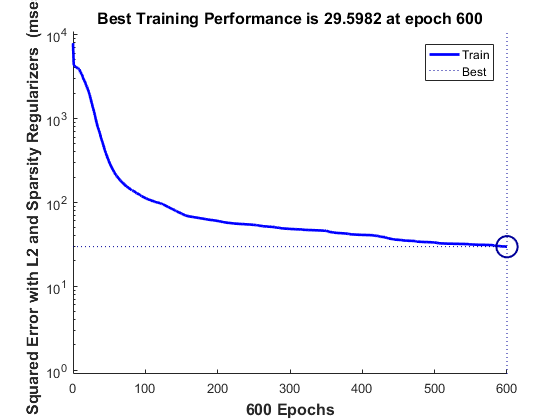 Best Training Performance is 29.5982 at epoch 600
Squared Error with L2 and Sparsity Regularizers (mse
10^4
10^3
10^2
10^1
10^0
Train
Best
0 100 200 300 400 500 600
600 Epochs